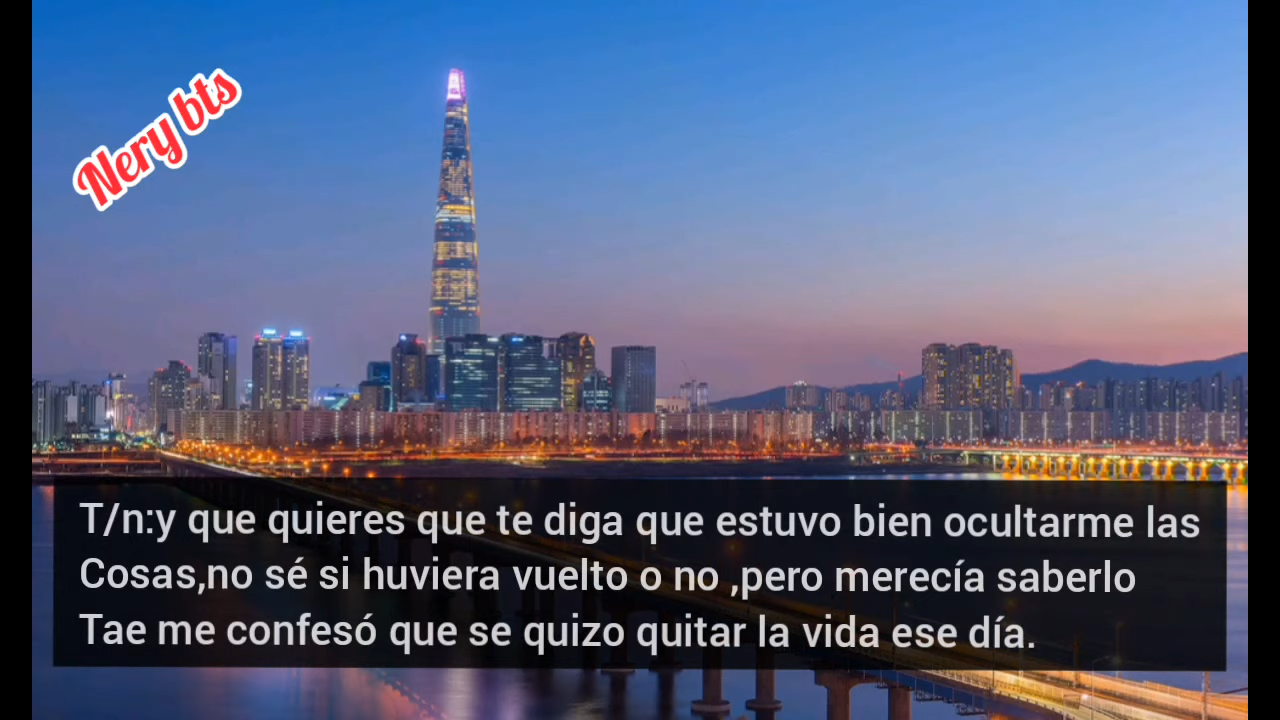 Nery bts
T/n:y que quieres que te diga que estuvo bien ocultarme las
Cosas,no sé si huviera vuelto o no ,pero merecía saberlo
Tae me confesó que se quizo quitar la vida ese día.